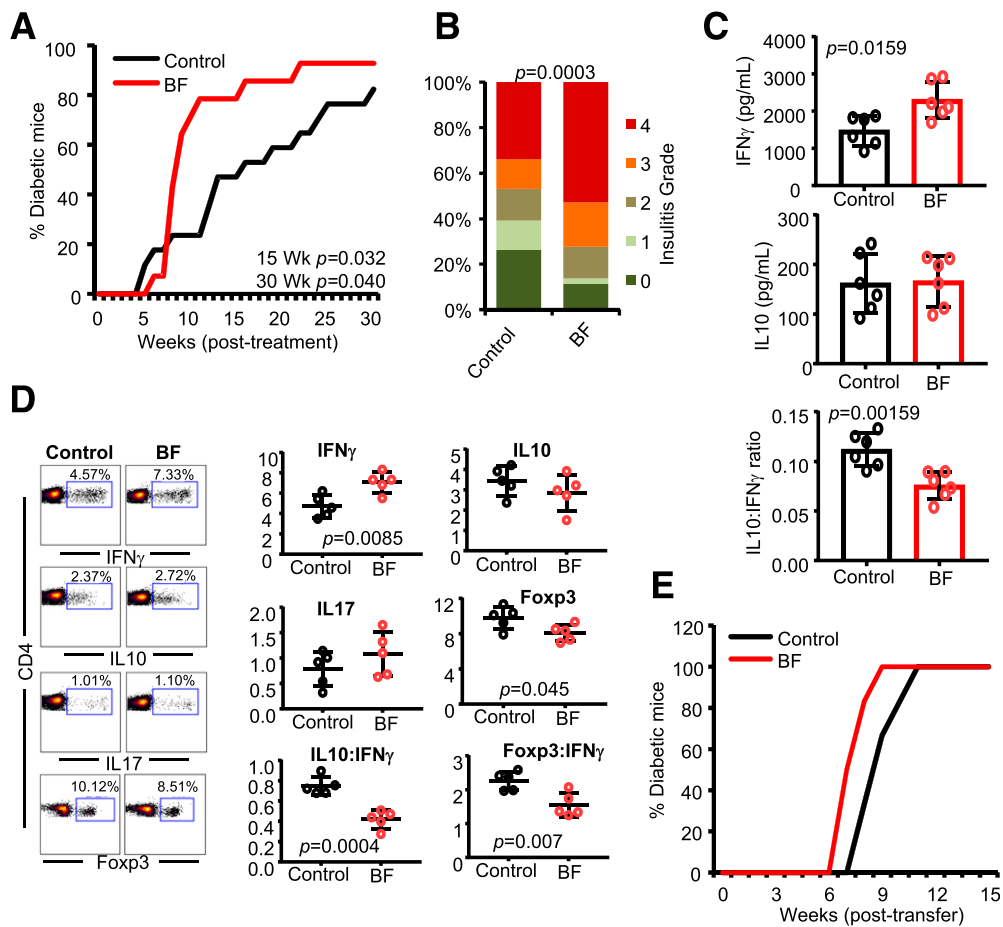 A
100
80
60
40
20
0
% Diabetic mice
Control
BF
15 Wk p=0.032
30 Wk p=0.040
0 5 10 15 20 25 30
Weeks (post-treatment)
B
p=0.0003
100%
80%
60%
40%
20%
0%
Control
BF
4
3
2
1
0
Insulitis Grade
C
p=0.0159
4000
3000
2000
1000
0
IFNγ (pg/mL)
Control BF
300
200
100
0
IL10 (pg/mL)
Control BF
p=0.00159
0.15
0.10
0.05
0.00
IL10:IFNγ ratio
Control BF
D
CD4
Control BF
4.57% 7.33%
IFNγ
2.37% 2.72%
IL10
1.01% 1.10%
IL17
10.12% 8.51%
Foxp3
IFNγ
10
8
6
4
2
0
p=0.0085
Control BF
IL10
5
4
3
2
1
0
Control BF
IL17
2.0
1.5
1.0
0.5
0.0
Control BF
Foxp3
12
8
4
0
p=0.045
Control BF
IL10:IFNγ
1.0
0.8
0.6
0.4
0.2
0.0
p=0.0004
Control BF
Foxp3:IFNγ
3
2
1
0
p=0.007
Control BF
E
120
100
80
60
40
20
0
% Diabetic mice
Control
BF
0 3 6 9 12 15
Weeks (post-transfer)